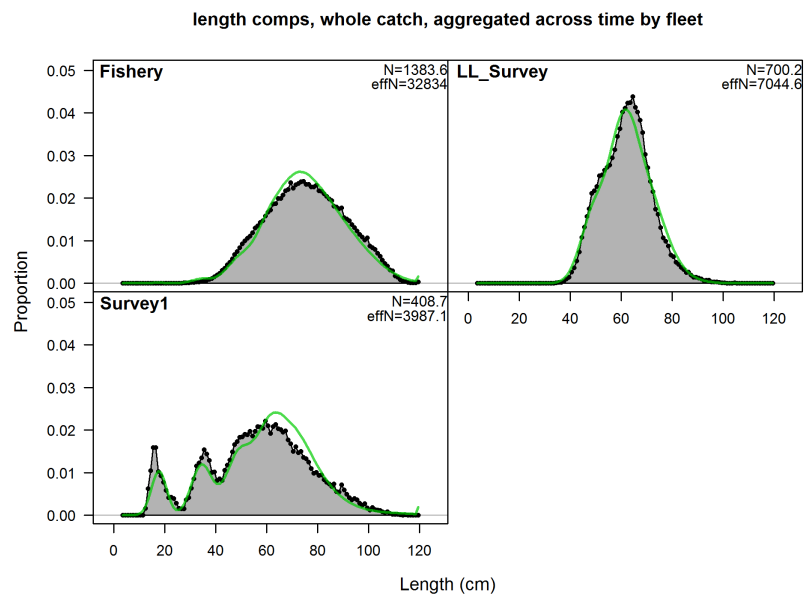 length comps, whole catch, aggregated across time by fleet
Proportion
0.05
0.04
0.03
0.02
0.01
0.00
Fishery
N=1383.6
effN=32834
LL_Survey
N=700.2
effN=7044.6
0 20 40 60 80 100 120
0.05
0.04
0.03
0.02
0.01
0.00
Survey1
N=408.7
effN=3987.1
0 20 40 60 80 100 120
Length (cm)